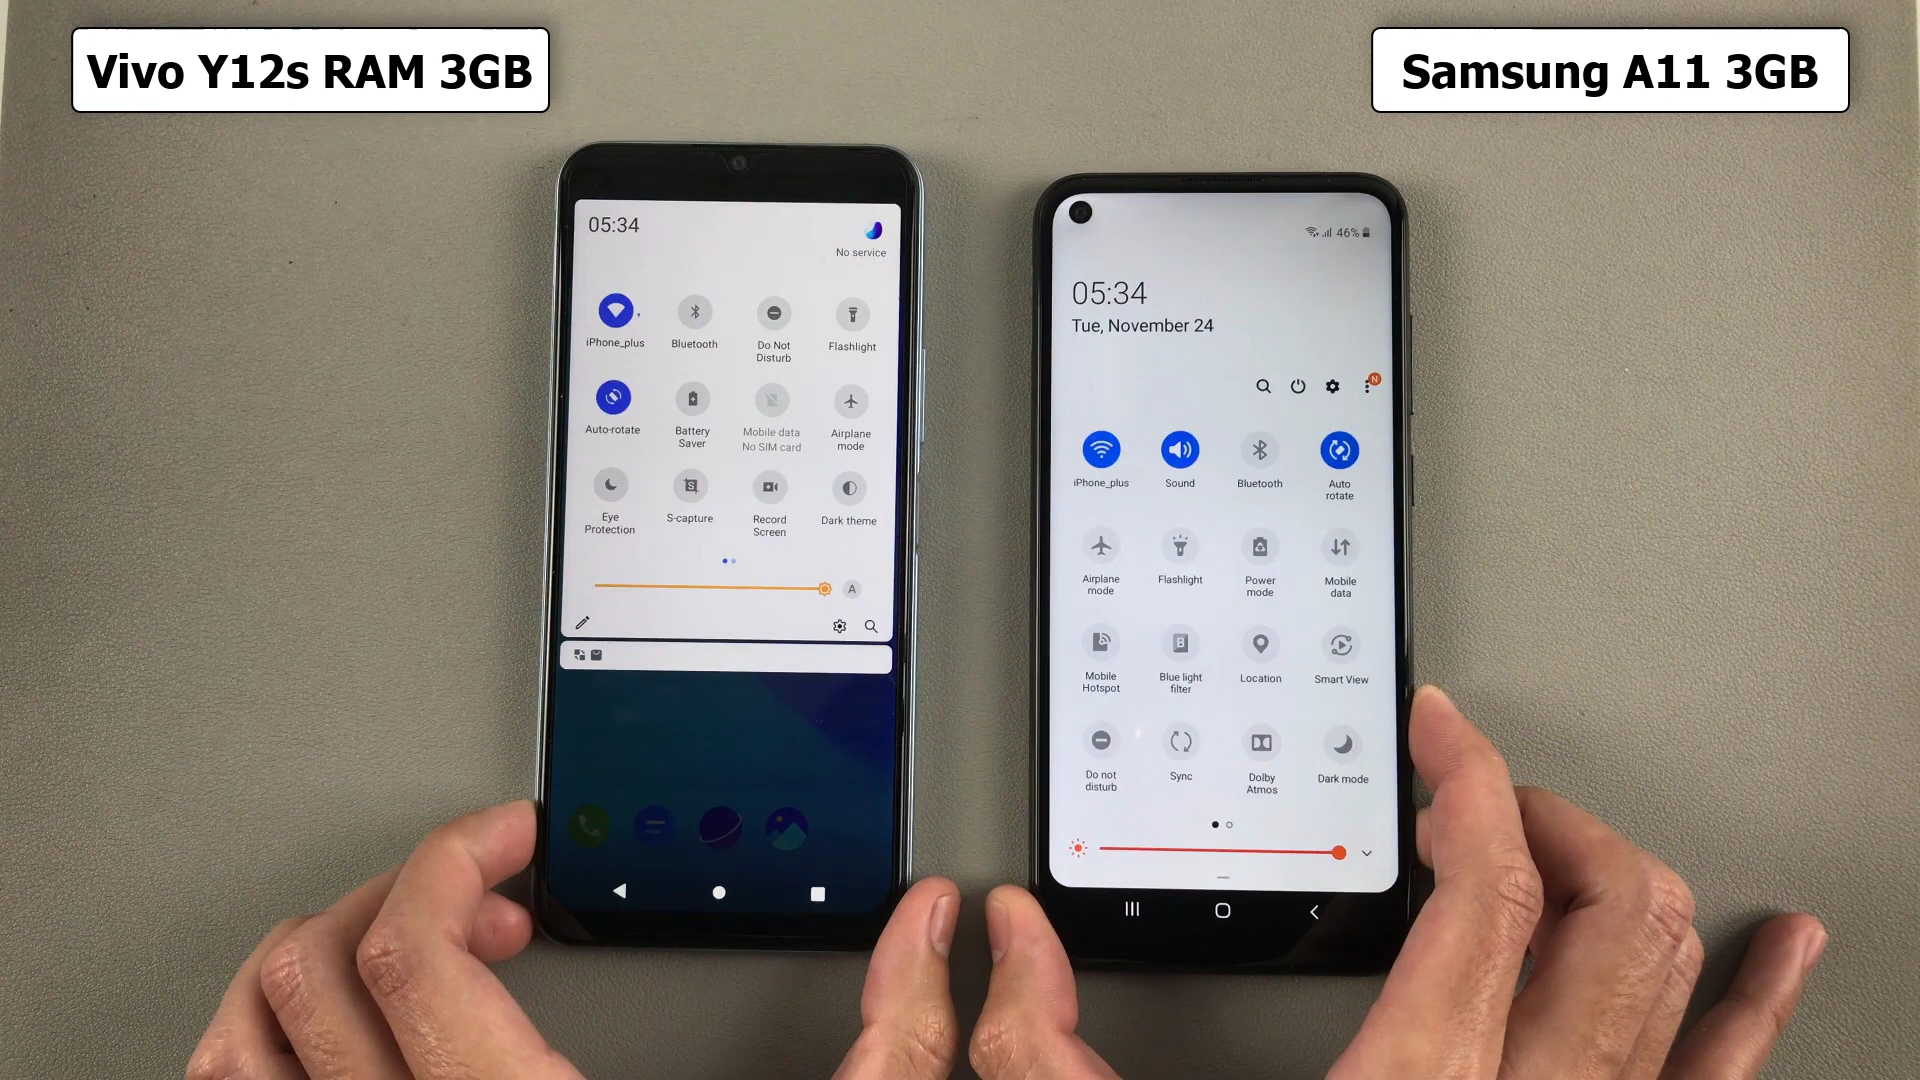 Vivo Y12s RAM 3GB
Samsung A11 3GB
05:34
No service
iPhone_plus
Bluetooth
Do Not
Disturb
Flashlight
Auto-rotate
Battery
Saver
Mobile data
No SIM card
Airplane
mode
Eye
Protection
S-capture
Record
Screen
Dark theme
A
46%
05:34
Tue, November 24
N
iPhone_plus
Sound
Bluetooth
Auto
rotate
Airplane
mode
Flashlight
Power
mode
Mobile
data
Mobile
Hotspot
Blue light
filter
Location
Smart View
Do not
disturb
Sync
Dolby
Atmos
Dark mode